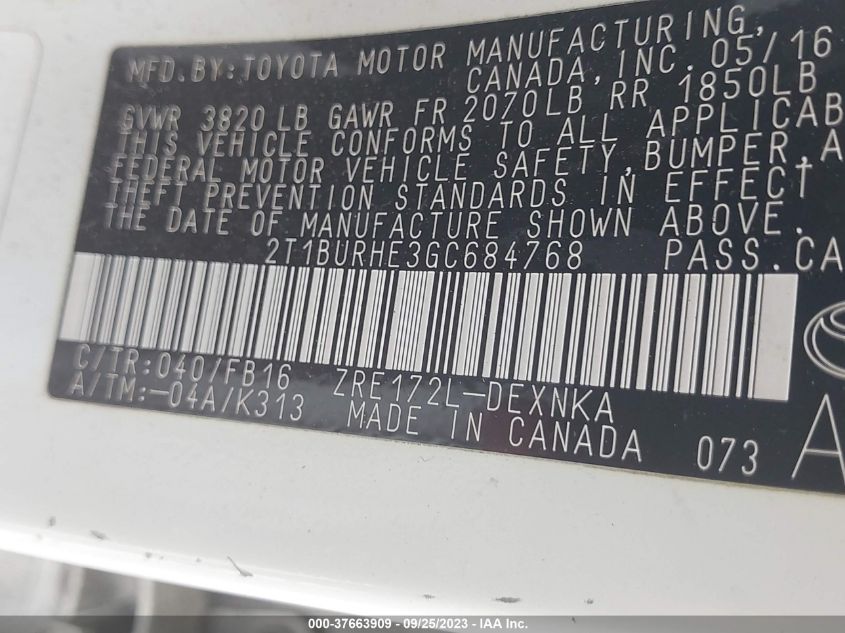 MFD.BY:TOYOTA MOTOR MANUFACTURING,
CANADA, INC. 05/16
GVWR 3820 LB GAWR FR 2070LB RR 1850LB
THIS VEHICLE CONFORMS TO ALL APPLICAB
FEDERAL MOTOR VEHICLE SAFETY, BUMPER, A
THEFT PREVENTION STANDARDS IN EFFECT
THE DATE OF MANUFACTURE SHOWN ABOVE.
2T1BURHE3GC684768 PASS.CA
C/TR:040/FB16 ZRE172L-DEXNKA
A/TM:-04A/K313 MADE IN CANADA 073 A
000-37663909 - 09/25/2023 - IAA Inc.